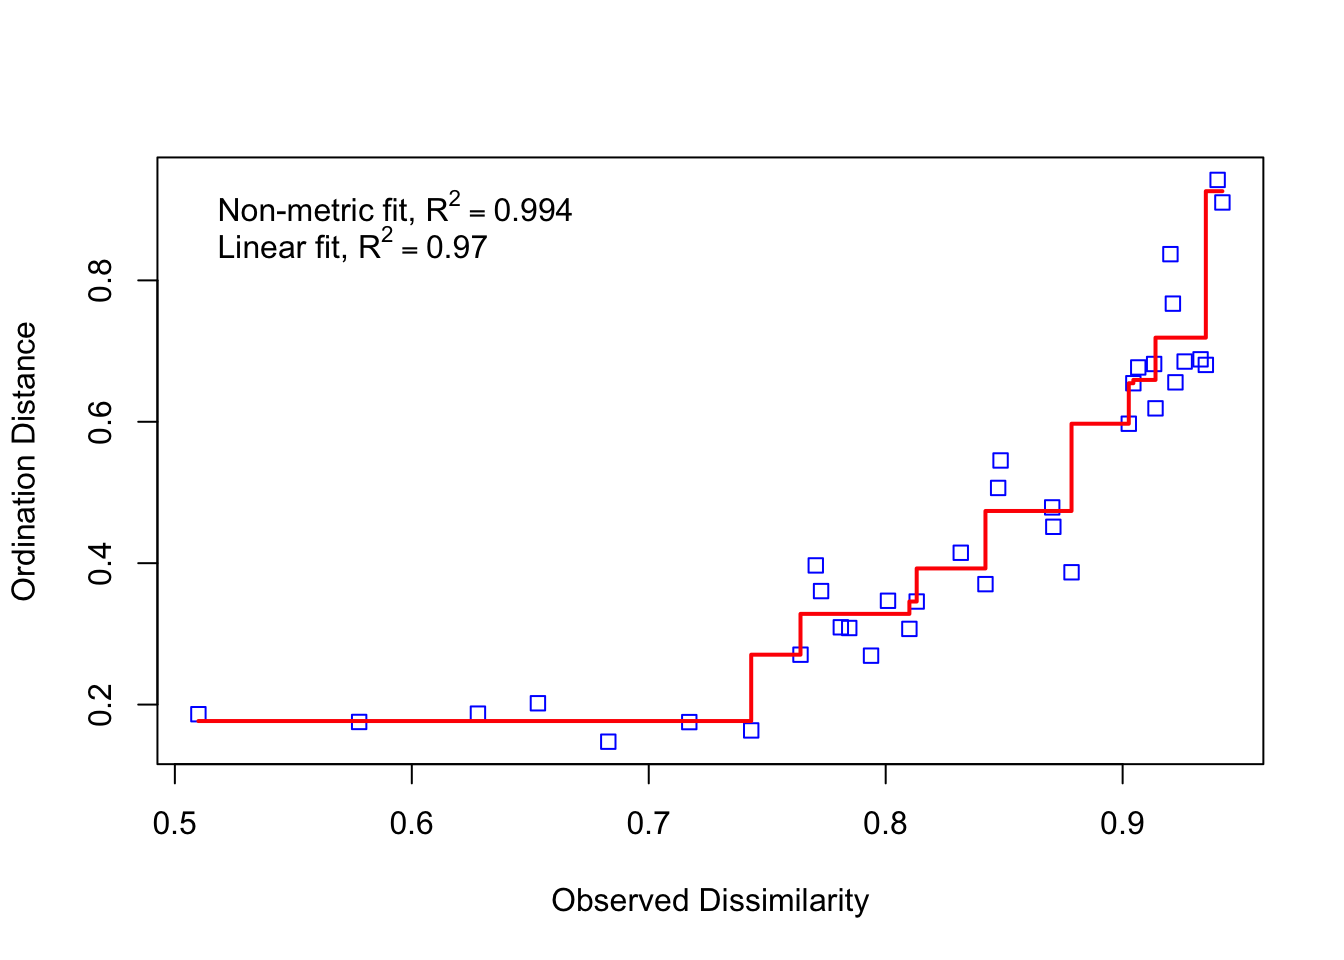 Non-metric fit, R² = 0.994
Linear fit, R² = 0.97
Ordination Distance
0.8
0.6
0.4
0.2
0.5 0.6 0.7 0.8 0.9
Observed Dissimilarity